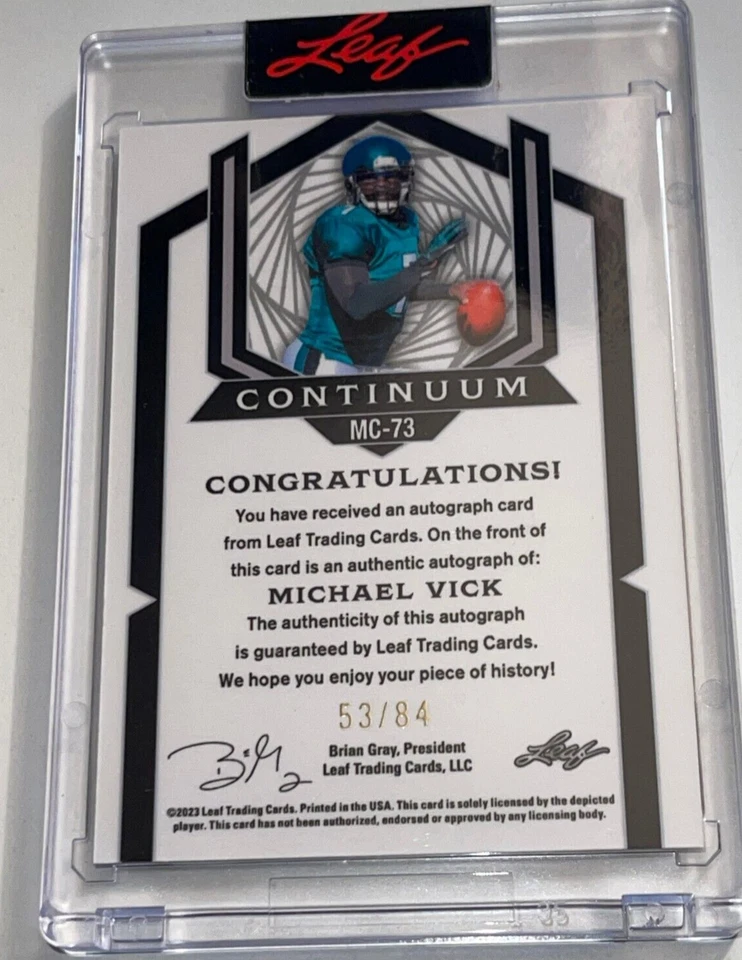 Leaf
CONTINUUM
MC-73
CONGRATULATIONS!
You have received an autograph card
from Leaf Trading Cards. On the front of
this card is an authentic autograph of:
MICHAEL VICK
The authenticity of this autograph
is guaranteed by Leaf Trading Cards.
We hope you enjoy your piece of history!
53/84
Brian Gray, President
Leaf Trading Cards, LLC
Leaf
©2023 Leaf Trading Cards. Printed in the USA. This card is solely licensed by the depicted
player. This card has not been authorized, endorsed or approved by any licensing body.